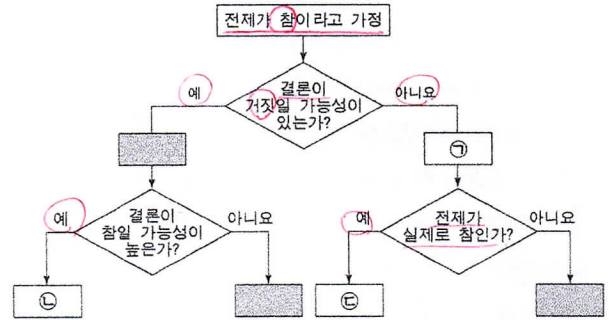 전제가 참이라고 가정
예
결론이
거짓일 가능성이
있는가?
아니요
㉠
예
결론이
참일 가능성이
높은가?
아니요
예
전제가
실제로 참인가?
아니요
㉡
㉢